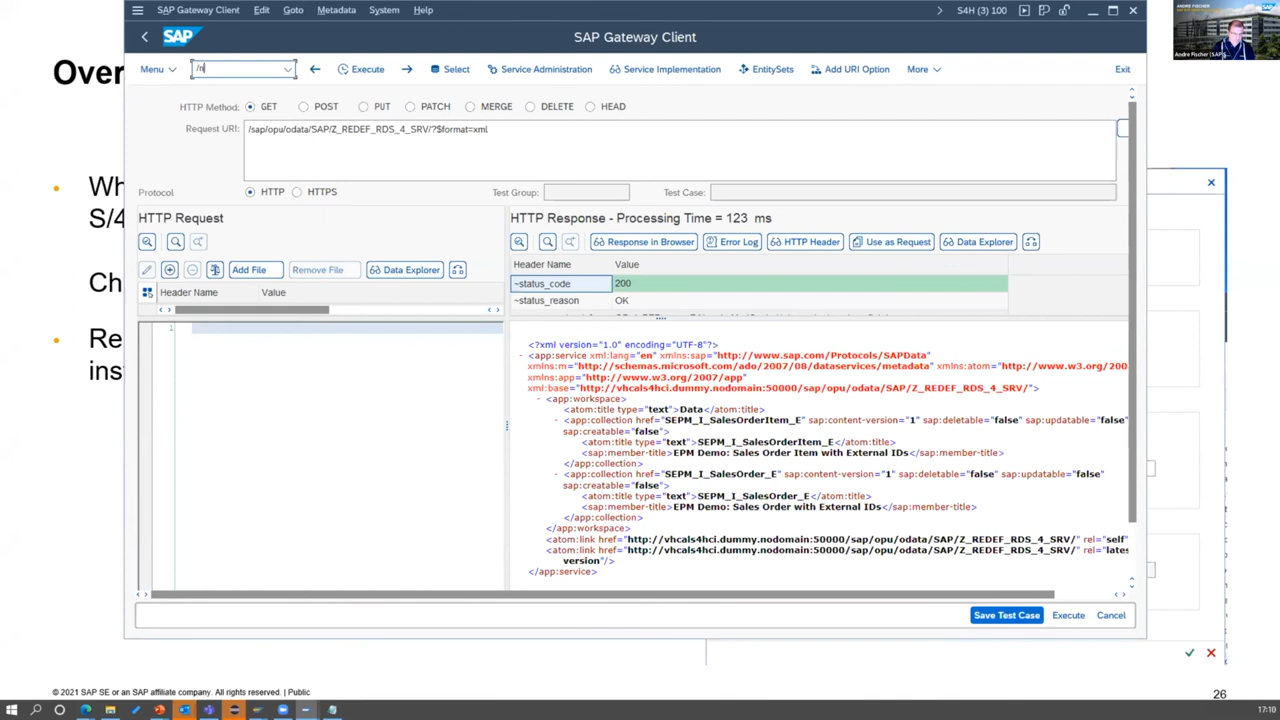 SAP Gateway Client Edit Goto Metadata System Help S4H (3) 100
SAP SAP Gateway Client
Menu /n Execute Select Service Administration Service Implementation EntitySets Add URI Option More Exit
HTTP Method: GET POST PUT PATCH MERGE DELETE HEAD
Request URI: /sap/opu/odata/SAP/Z_REDEF_RDS_4_SRV/?$format=xml
Protocol HTTP HTTPS Test Group: Test Case:
HTTP Request HTTP Response - Processing Time = 123 ms
Response in Browser Error Log HTTP Header Use as Request Data Explorer
Add File Remove File Data Explorer
Header Name Value
Header Name Value
~status_code 200
~status_reason OK
1
<?xml version="1.0" encoding="UTF-8"?>
- <app:service xml:lang="en" xmlns:sap="http://www.sap.com/Protocols/SAPData"
xmlns:m="http://schemas.microsoft.com/ado/2007/08/dataservices/metadata" xmlns:atom="http://www.w3.org/200
xmlns:app="http://www.w3.org/2007/app"
xml:base="http://vhcals4hci.dummy.nodomain:50000/sap/opu/odata/SAP/Z_REDEF_RDS_4_SRV/">
- <app:workspace>
<atom:title type="text">Data</atom:title>
- <app:collection href="SEPM_I_SalesOrderItem_E" sap:content-version="1" sap:deletable="false" sap:updatable="false"
sap:creatable="false">
<atom:title type="text">SEPM_I_SalesOrderItem_E</atom:title>
<sap:member-title>EPM Demo: Sales Order Item with External IDs</sap:member-title>
</app:collection>
- <app:collection href="SEPM_I_SalesOrder_E" sap:content-version="1" sap:deletable="false" sap:updatable="false"
sap:creatable="false">
<atom:title type="text">SEPM_I_SalesOrder_E</atom:title>
<sap:member-title>EPM Demo: Sales Order with External IDs</sap:member-title>
</app:collection>
</app:workspace>
<atom:link href="http://vhcals4hci.dummy.nodomain:50000/sap/opu/odata/SAP/Z_REDEF_RDS_4_SRV/" rel="self"
<atom:link href="http://vhcals4hci.dummy.nodomain:50000/sap/opu/odata/SAP/Z_REDEF_RDS_4_SRV/" rel="lates
version"/>
</app:service>
Save Test Case Execute Cancel
Over
• Wh
S/4
Ch
• Re
ins
© 2021 SAP SE or an SAP affiliate company. All rights reserved. | Public 26
17:10
ANDRE FISCHER
SAP
Andre Fischer (SAP)